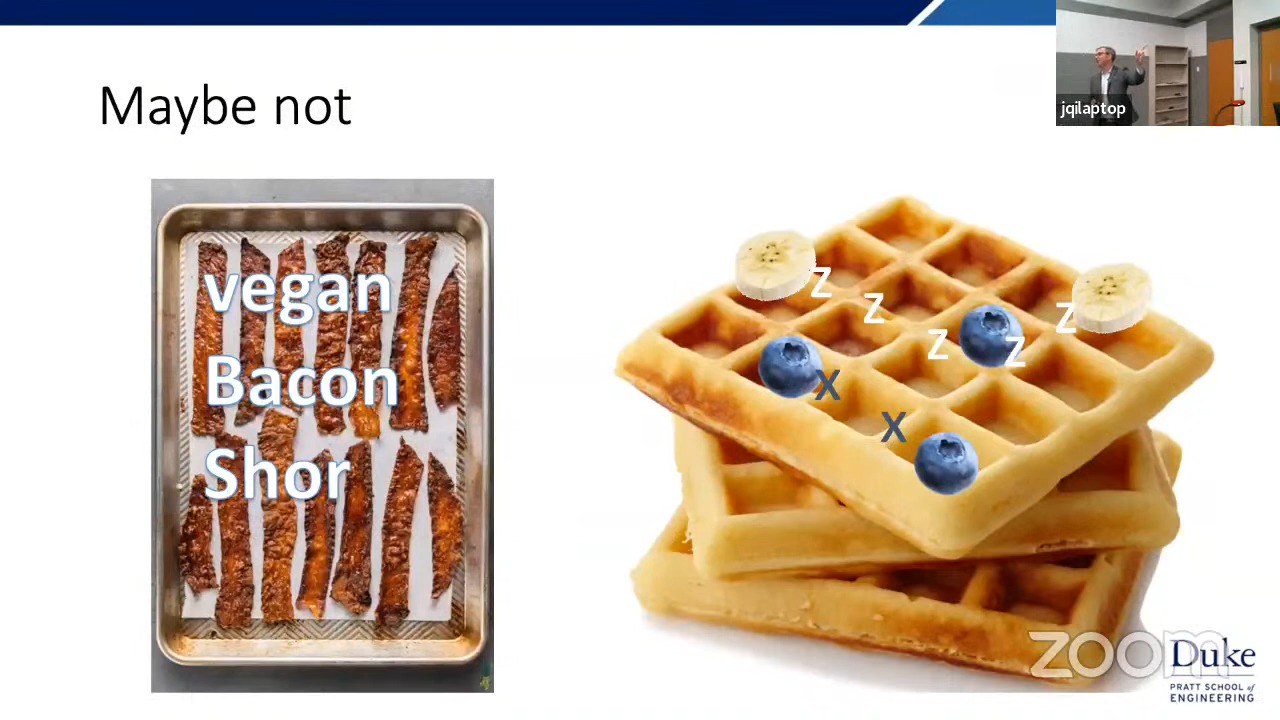 Maybe not
jqilaptop
vegan
Bacon
Shor
Z
Z
Z
Z
Z
X
X
zoom
Duke
PRATT SCHOOL of
ENGINEERING